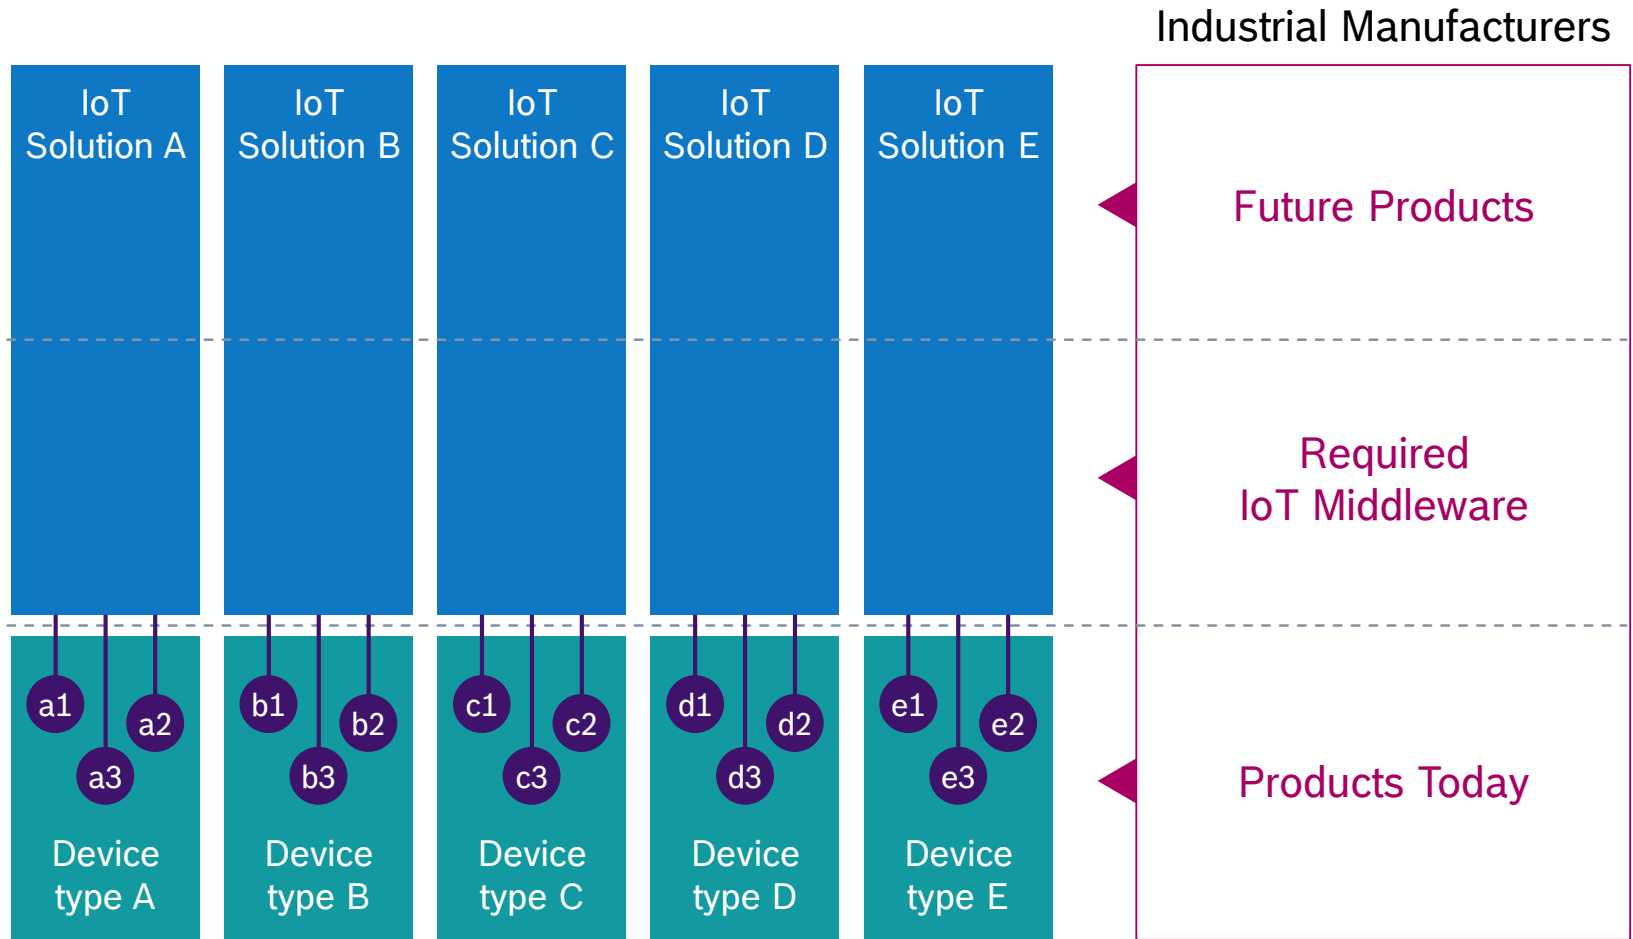 Industrial Manufacturers
IoT
Solution A
IoT
Solution B
IoT
Solution C
IoT
Solution D
IoT
Solution E
Future Products
Required
IoT Middleware
a1
a2
a3
b1
b2
b3
c1
c2
c3
d1
d2
d3
e1
e2
e3
Products Today
Device
type A
Device
type B
Device
type C
Device
type D
Device
type E